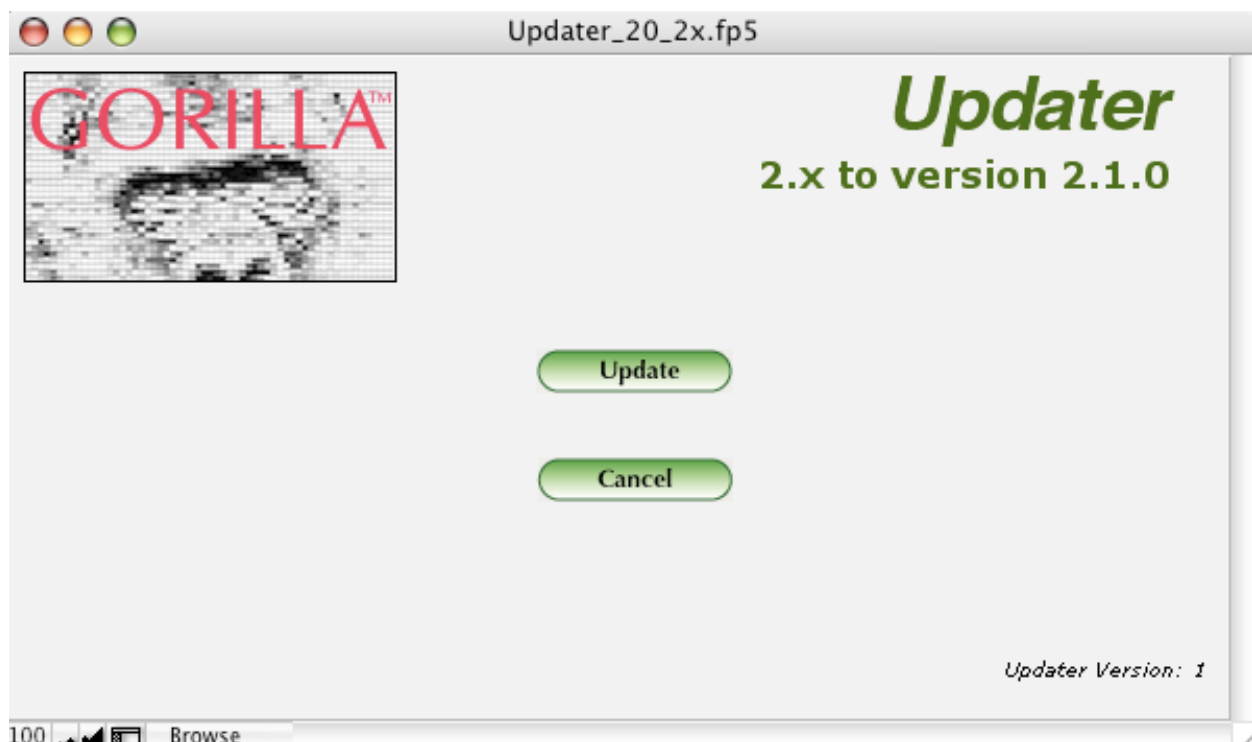 Updater_20_2x.fp5
GORILLA™
Updater
2.x to version 2.1.0
Update
Cancel
Updater Version: 1
100 Browse